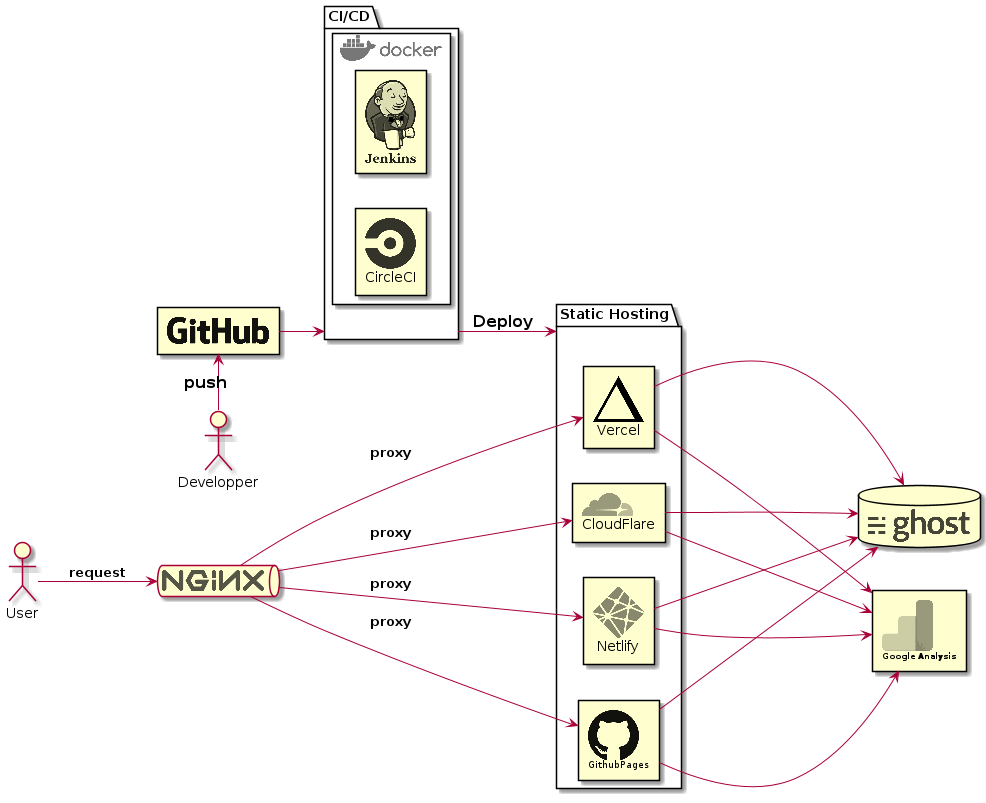 CI/CD
docker
Jenkins
CircleCI
GitHub
Deploy
Static Hosting
push
Developper
Vercel
proxy
CloudFlare
ghost
proxy
request
NGiNX
User
proxy
Netlify
proxy
Google Analysis
GithubPages